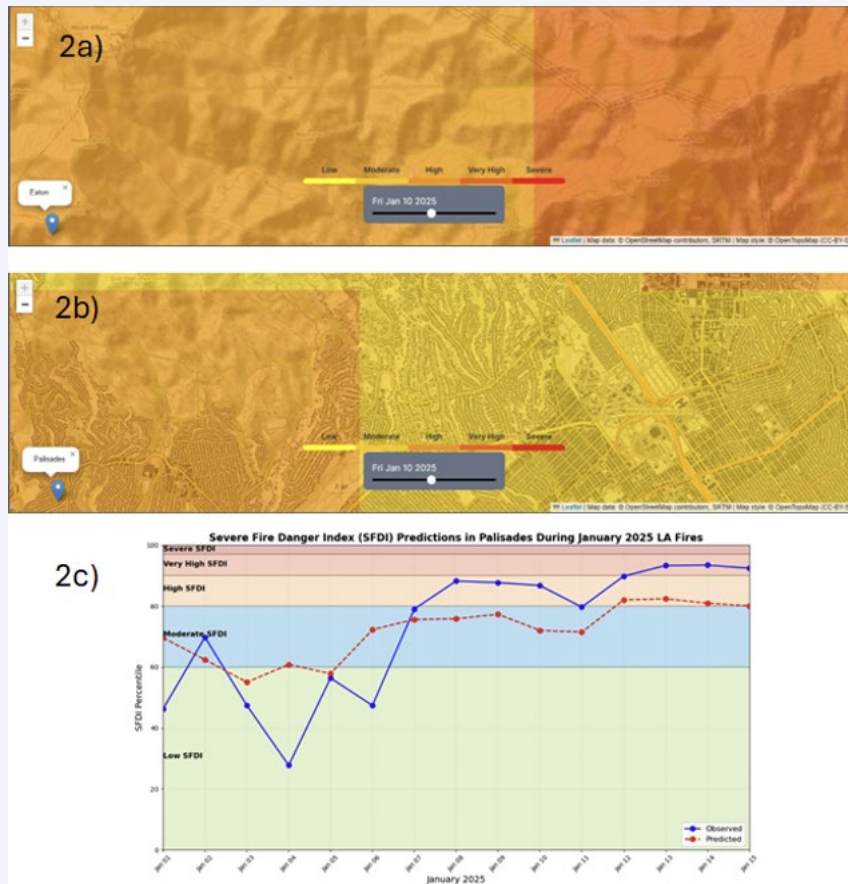 2a)
+
−
Eaton
×
Low Moderate High Very High Severe
Fri Jan 10 2025
Leaflet | Map data: © OpenStreetMap contributors, SRTM | Map style: © OpenTopoMap (CC-BY-S
2b)
+
−
Palisades
×
Low Moderate High Very High Severe
Fri Jan 10 2025
Leaflet | Map data: © OpenStreetMap contributors, SRTM | Map style: © OpenTopoMap (CC-BY-S
2c)
Severe Fire Danger Index (SFDI) Predictions in Palisades During January 2025 LA Fires
100
Severe SFDI
Very High SFDI
High SFDI
80
Moderate SFDI
60
SFDI Percentile
40
Low SFDI
20
0
Observed
Predicted
Jan 01 Jan 02 Jan 03 Jan 04 Jan 05 Jan 06 Jan 07 Jan 08 Jan 09 Jan 10 Jan 11 Jan 12 Jan 13 Jan 14 Jan 15
January 2025